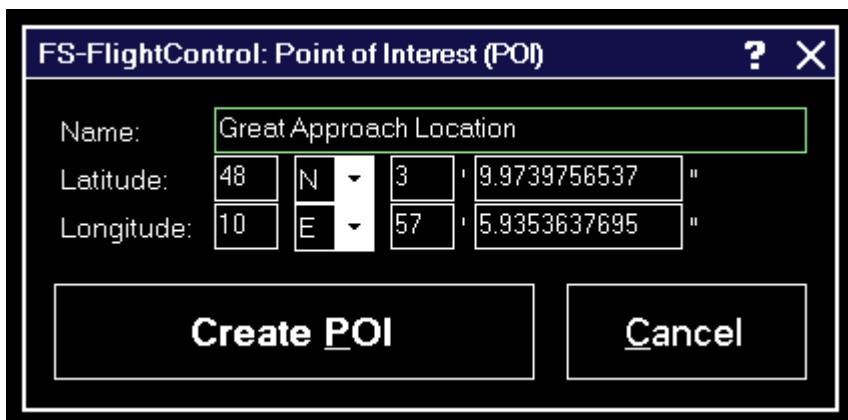 FS-FlightControl: Point of Interest (POI) ? X
Name: Great Approach Location
Latitude: 48 N 3 ' 9.9739756537 "
Longitude: 10 E 57 ' 5.9353637695 "
Create POI Cancel